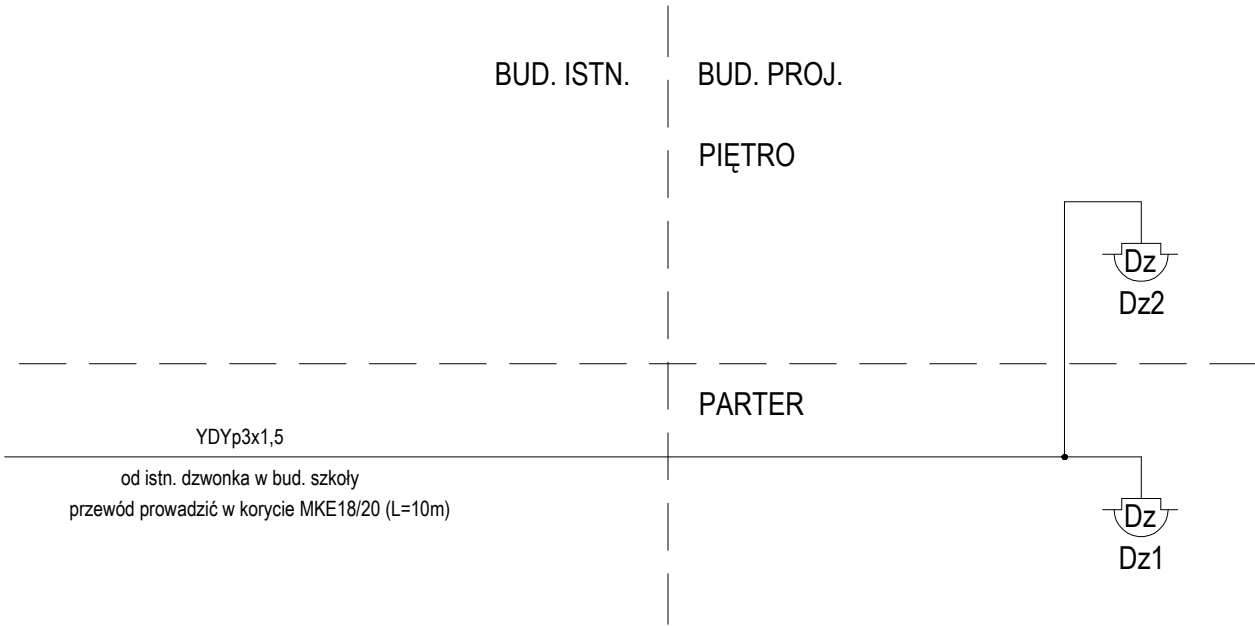 BUD. ISTN.
BUD. PROJ.
PIĘTRO
Dz
Dz2
PARTER
YDYp3x1,5
od istn. dzwonka w bud. szkoły
przewód prowadzić w korycie MKE18/20 (L=10m)
Dz
Dz1